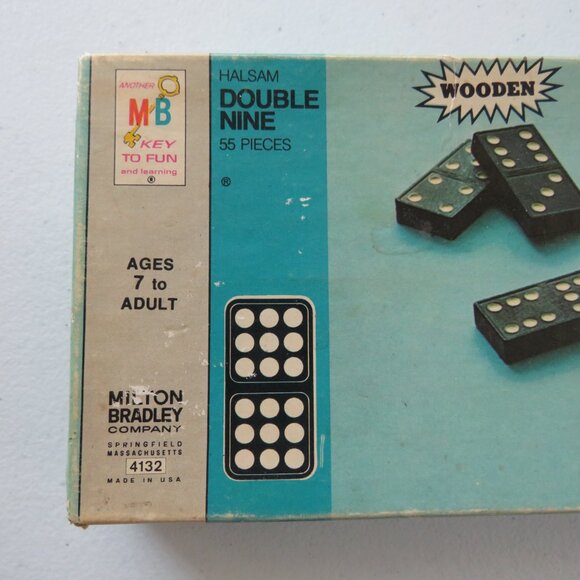 ANOTHER
MB
KEY
TO FUN
and learning
®
AGES
7 to
ADULT
MILTON
BRADLEY
COMPANY
SPRINGFIELD
MASSACHUSETTS
4132
MADE IN USA
HALSAM
DOUBLE
NINE
55 PIECES
®
WOODEN